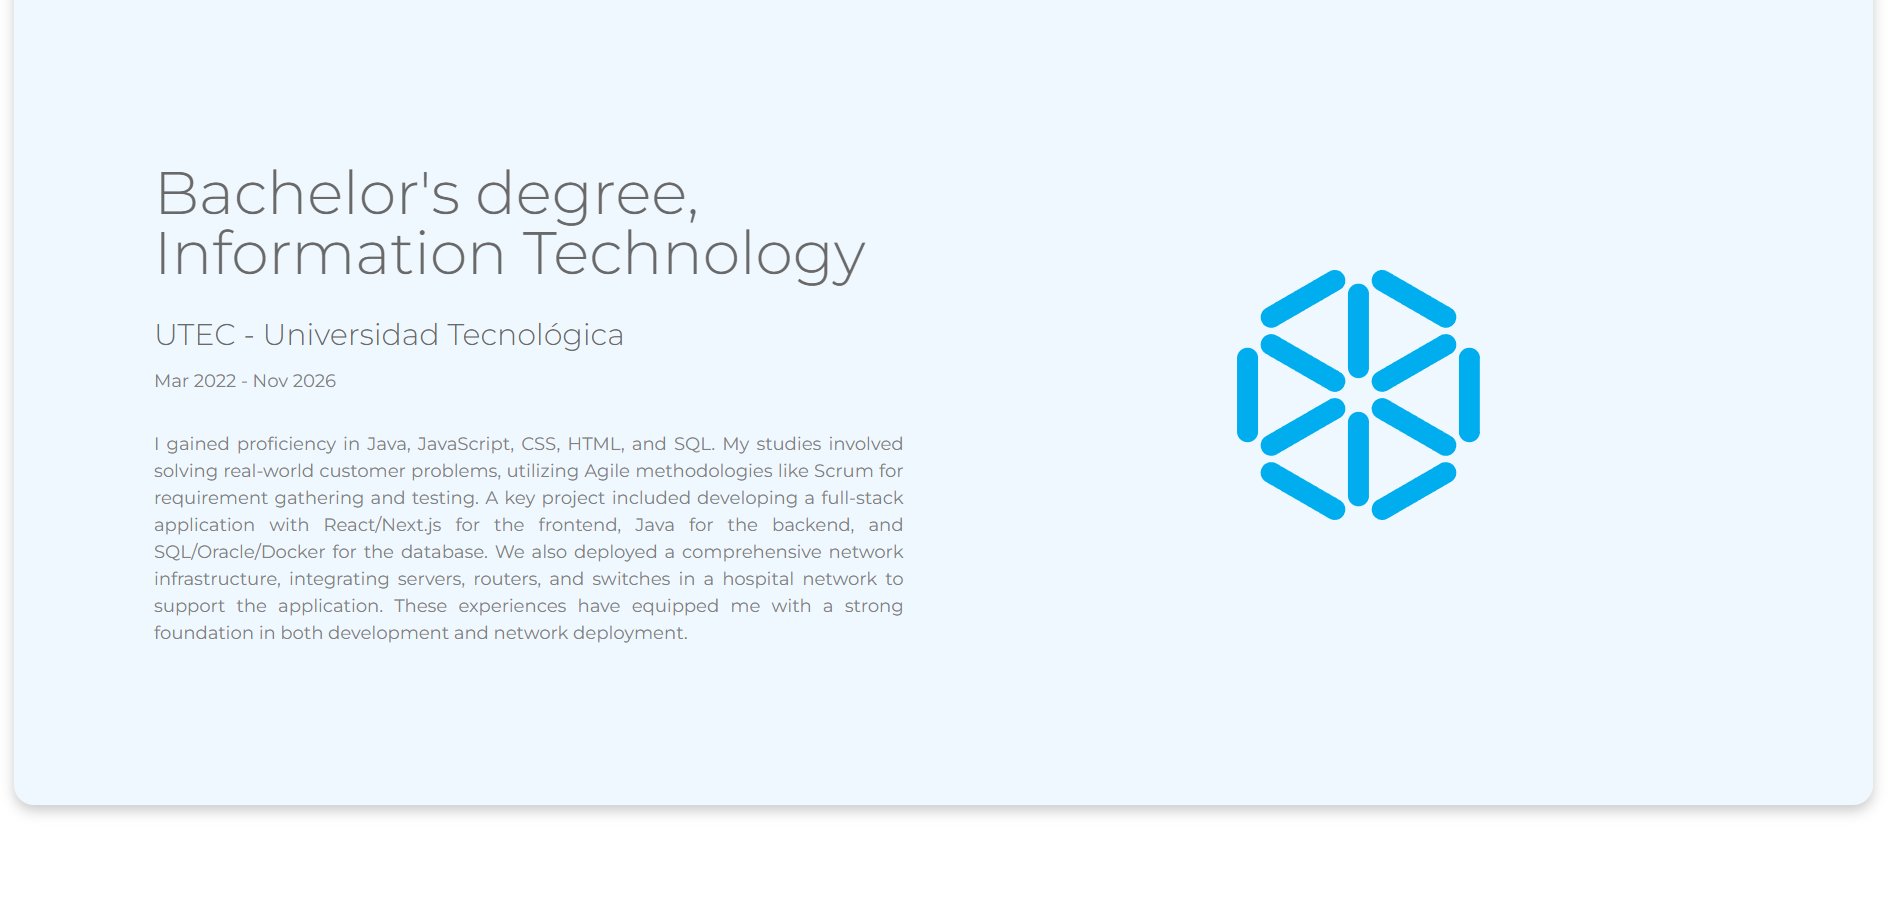 Bachelor's degree,
Information Technology
UTEC - Universidad Tecnológica
Mar 2022 - Nov 2026
I gained proficiency in Java, JavaScript, CSS, HTML, and SQL. My studies involved
solving real-world customer problems, utilizing Agile methodologies like Scrum for
requirement gathering and testing. A key project included developing a full-stack
application with React/Next.js for the frontend, Java for the backend, and
SQL/Oracle/Docker for the database. We also deployed a comprehensive network
infrastructure, integrating servers, routers, and switches in a hospital network to
support the application. These experiences have equipped me with a strong
foundation in both development and network deployment.